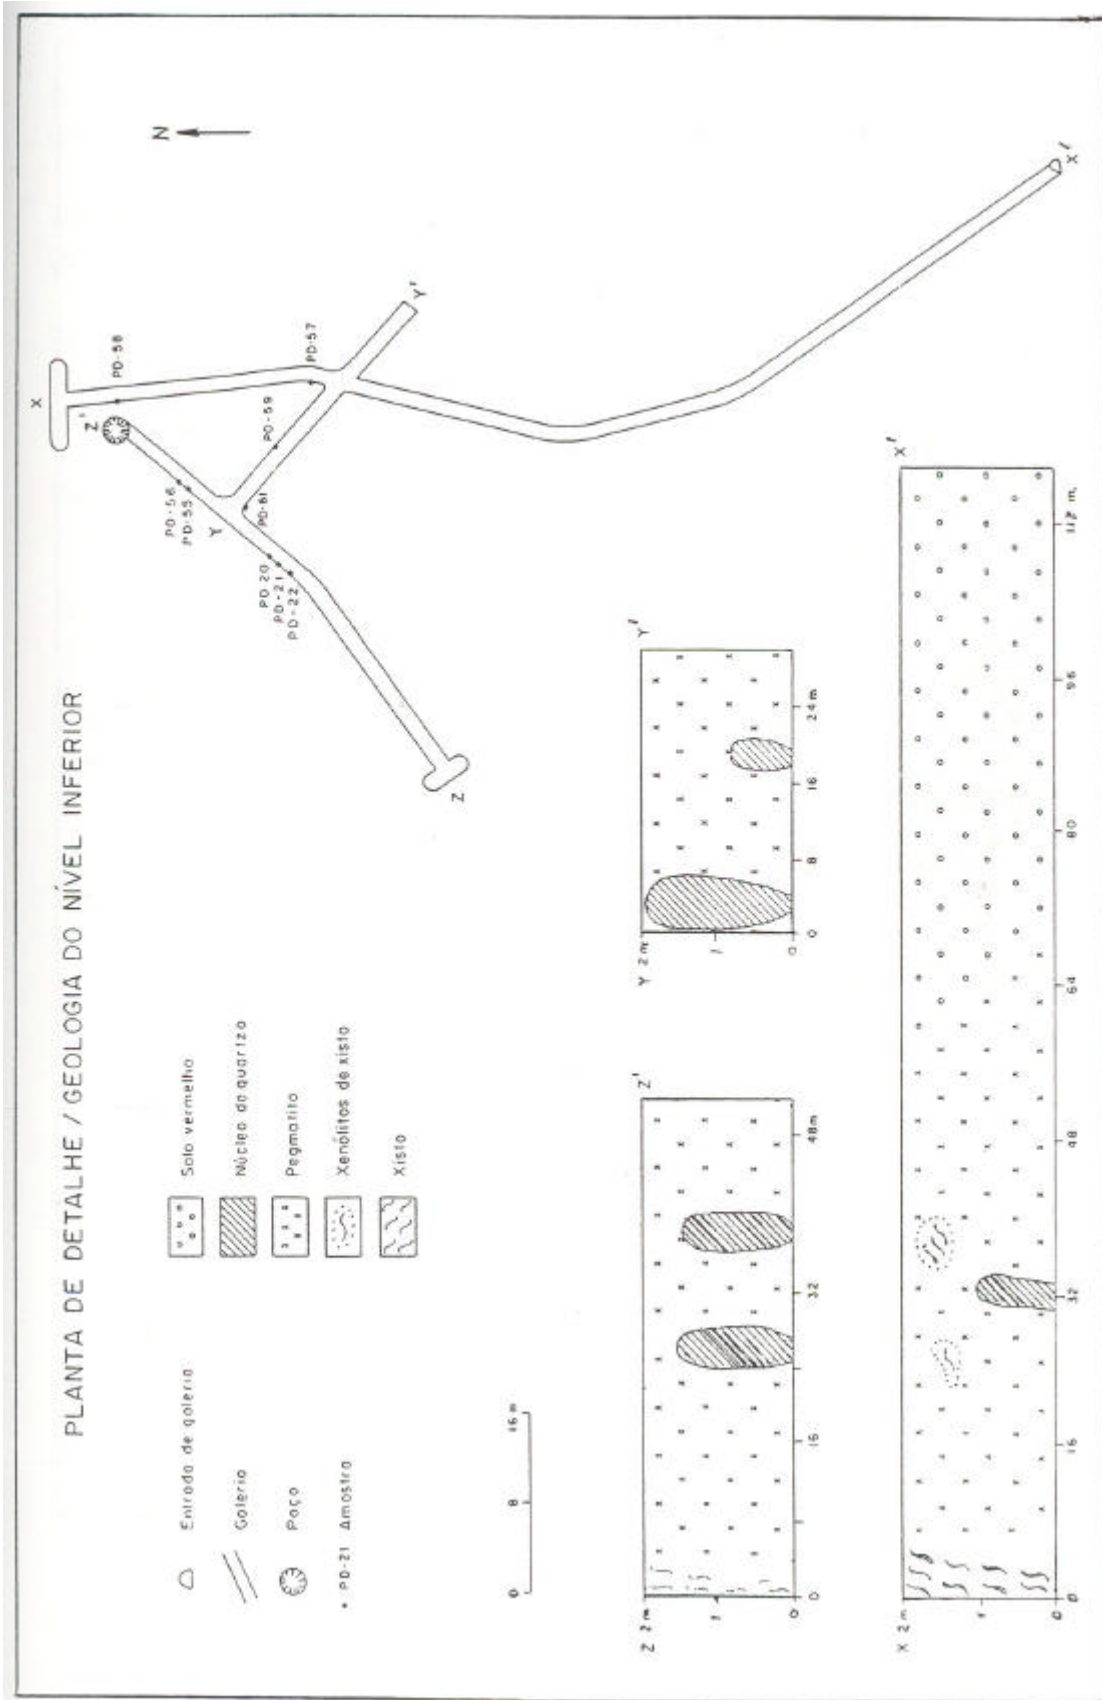 PLANTA DE DETALHE / GEOLOGIA DO NÍVEL INFERIOR
N
Entrada de galeria
Galeria
Poço
• PD-21 Amostra
Solo vermelho
Núcleo de quartzo
Pegmatito
Xenólitos de xisto
Xisto
0 8 16 m
X
PD-58
Z'
PD-56
PD-55
Y
PD-59
PD-57
Y'
PD-61
PD 20
PD-21
PD-22
Z
X'
Z 2 m
1
0
Z'
0 16 32 48m
Y 2 m
1
0
Y'
0 8 16 24m
X 2 m
1
0
X'
0 16 32 48 64 80 96 112 m.